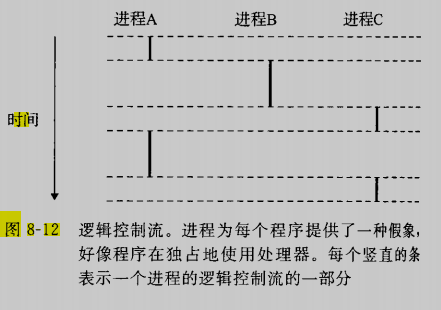 进程A 进程B 进程C
时间
图 8-12 逻辑控制流。进程为每个程序提供了一种假象，
好像程序在独占地使用处理器。每个竖直的条
表示一个进程的逻辑控制流的一部分